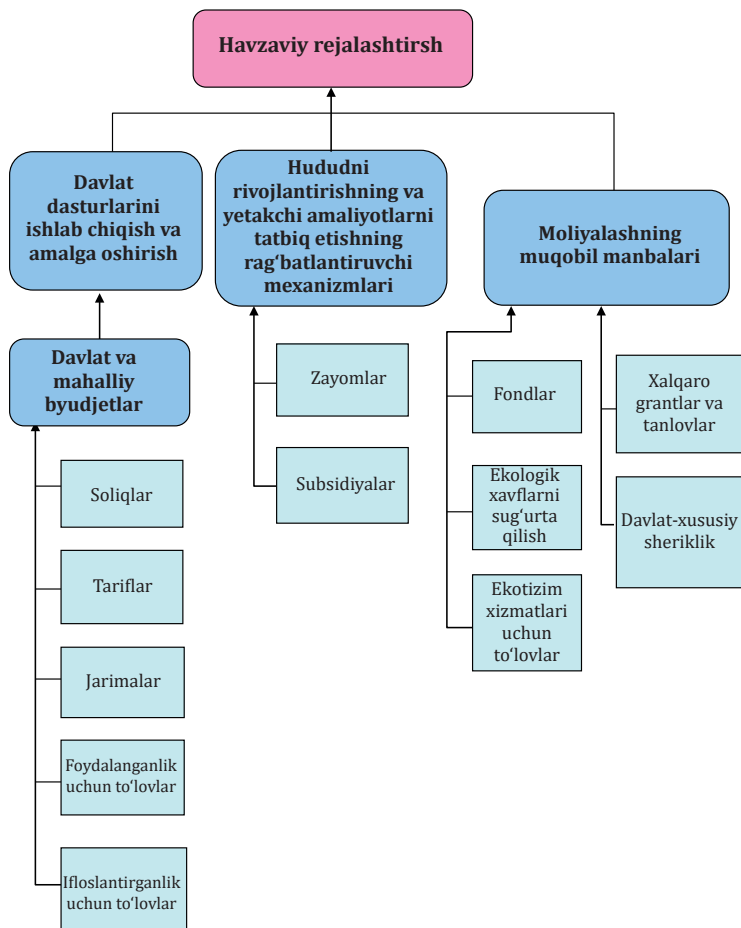 Havzaviy rejalashtirsh
Davlat
dasturlarini
ishlab chiqish va
amalga oshirish
Hududni
rivojlantirishning va
yetakchi amaliyotlarni
tatbiq etishning
rag‘batlantiruvchi
mexanizmlari
Moliyalashning
muqobil manbalari
Davlat va
mahalliy
byudjetlar
Soliqlar
Tariflar
Jarimalar
Foydalanganlik
uchun to‘lovlar
Ifloslantirganlik
uchun to‘lovlar
Zayomlar
Subsidiyalar
Fondlar
Ekologik
xavflarni
sug‘urta
qilish
Ekotizim
xizmatlari
uchun
to‘lovlar
Xalqaro
grantlar va
tanlovlar
Davlat-xususiy
sheriklik